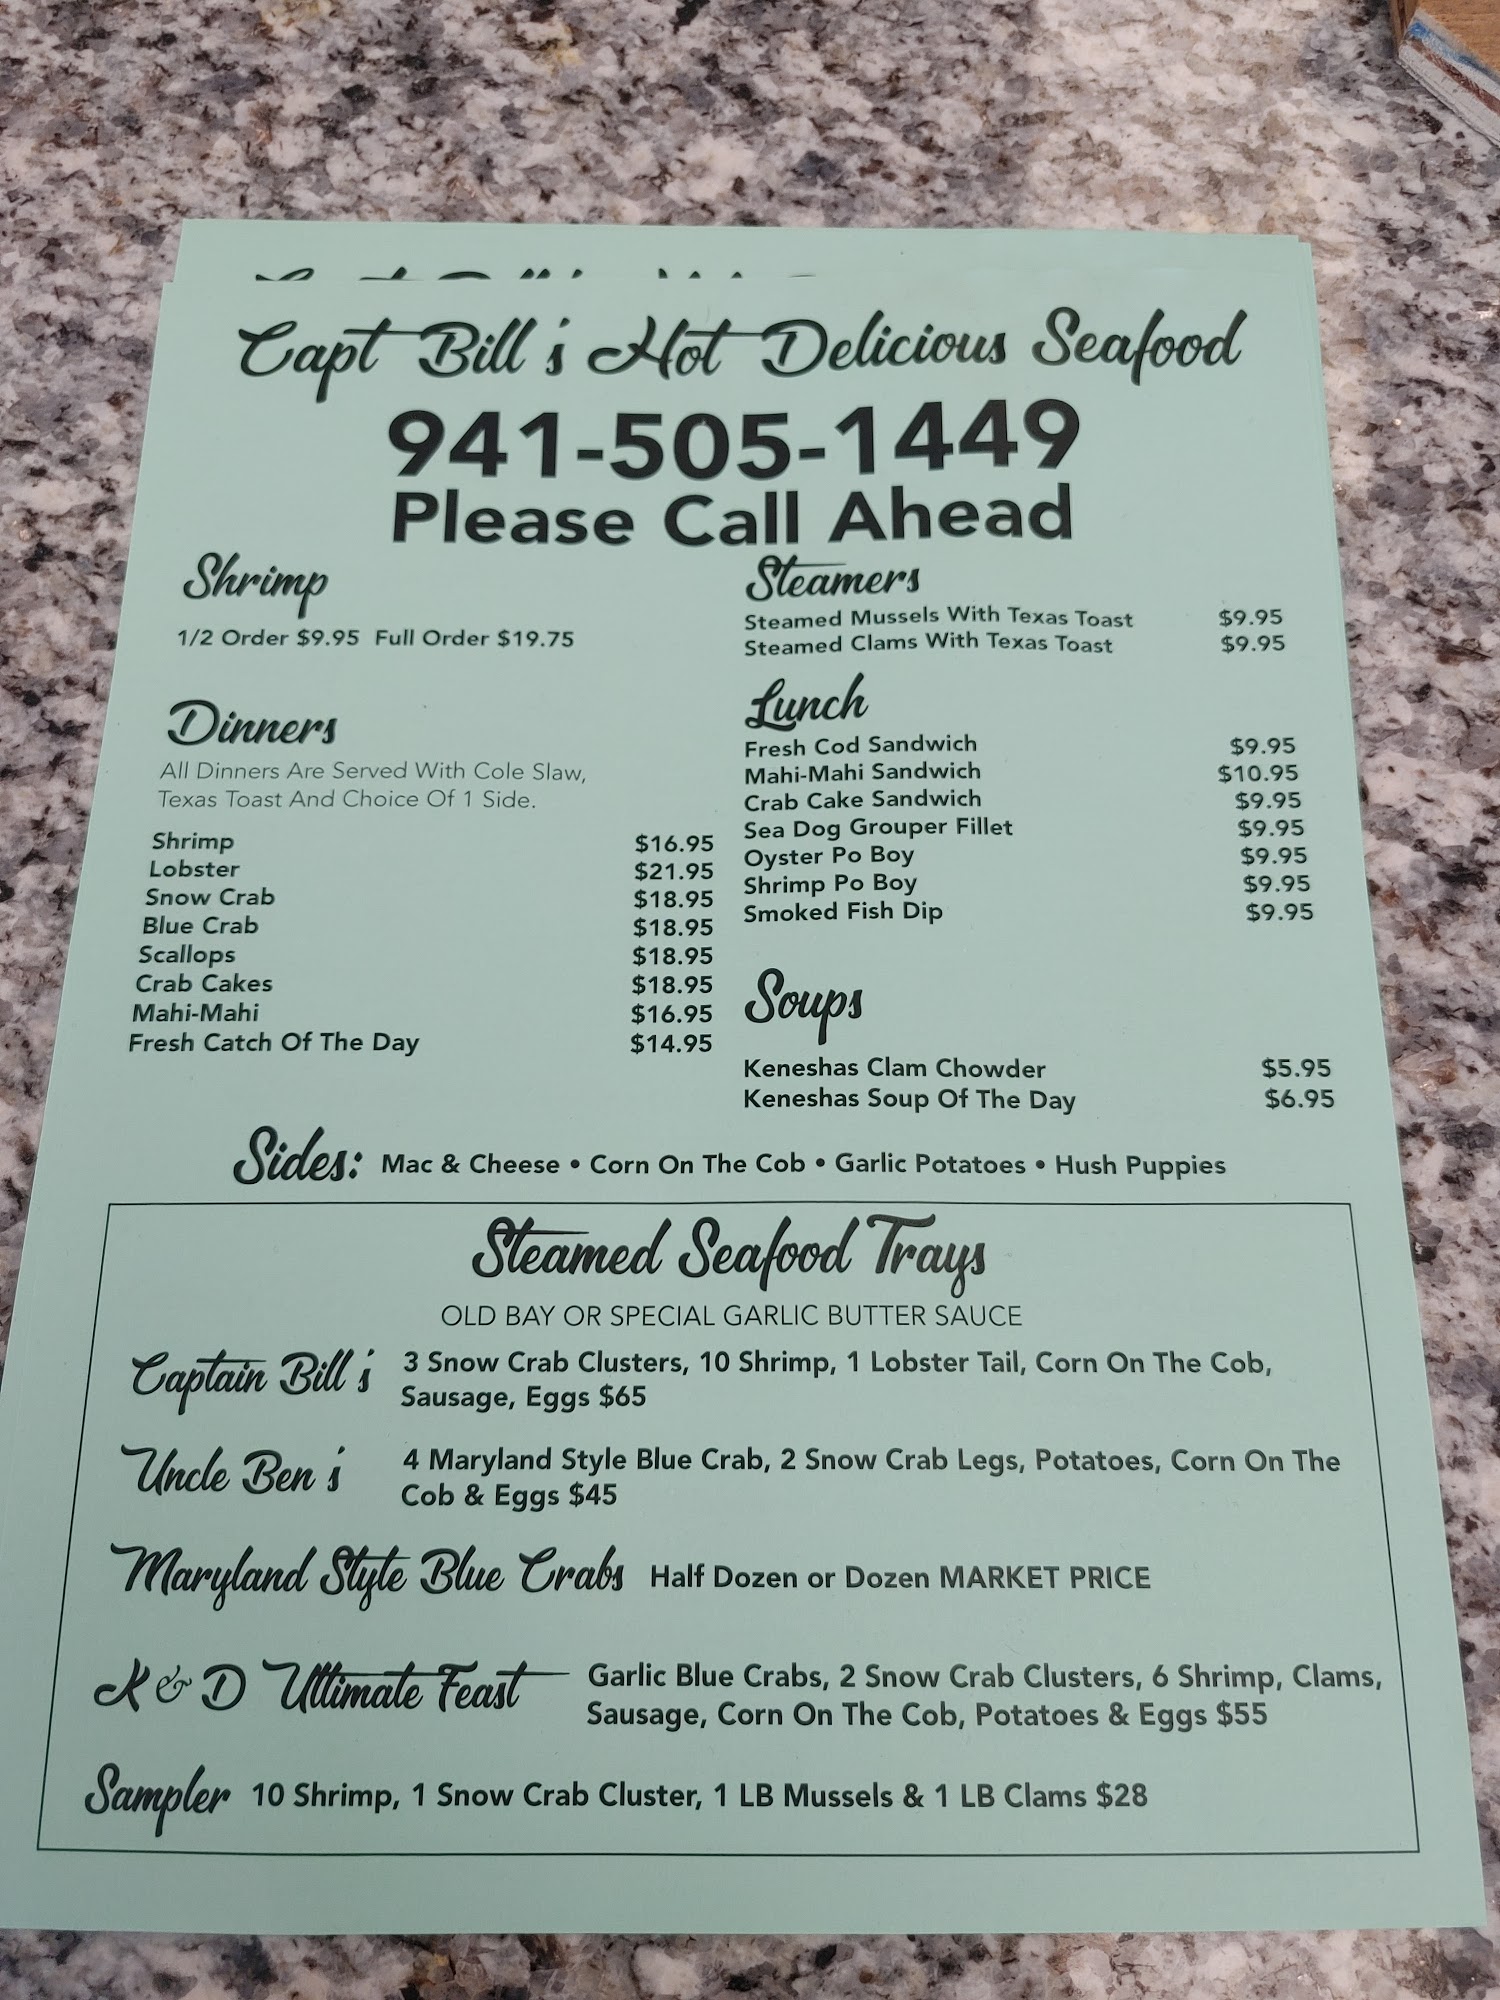 Capt Bill's Hot Delicious Seafood
941-505-1449
Please Call Ahead
Shrimp
1/2 Order $9.95 Full Order $19.75
Dinners
All Dinners Are Served With Cole Slaw,
Texas Toast And Choice Of 1 Side.
Shrimp $16.95
Lobster $21.95
Snow Crab $18.95
Blue Crab $18.95
Scallops $18.95
Crab Cakes $18.95
Mahi-Mahi $16.95
Fresh Catch Of The Day $14.95
Steamers
Steamed Mussels With Texas Toast $9.95
Steamed Clams With Texas Toast $9.95
Lunch
Fresh Cod Sandwich $9.95
Mahi-Mahi Sandwich $10.95
Crab Cake Sandwich $9.95
Sea Dog Grouper Fillet $9.95
Oyster Po Boy $9.95
Shrimp Po Boy $9.95
Smoked Fish Dip $9.95
Soups
Keneshas Clam Chowder $5.95
Keneshas Soup Of The Day $6.95
Sides: Mac & Cheese • Corn On The Cob • Garlic Potatoes • Hush Puppies
Steamed Seafood Trays
OLD BAY OR SPECIAL GARLIC BUTTER SAUCE
Captain Bill's 3 Snow Crab Clusters, 10 Shrimp, 1 Lobster Tail, Corn On The Cob,
Sausage, Eggs $65
Uncle Ben's 4 Maryland Style Blue Crab, 2 Snow Crab Legs, Potatoes, Corn On The
Cob & Eggs $45
Maryland Style Blue Crabs Half Dozen or Dozen MARKET PRICE
K & D Ultimate Feast Garlic Blue Crabs, 2 Snow Crab Clusters, 6 Shrimp, Clams,
Sausage, Corn On The Cob, Potatoes & Eggs $55
Sampler 10 Shrimp, 1 Snow Crab Cluster, 1 LB Mussels & 1 LB Clams $28